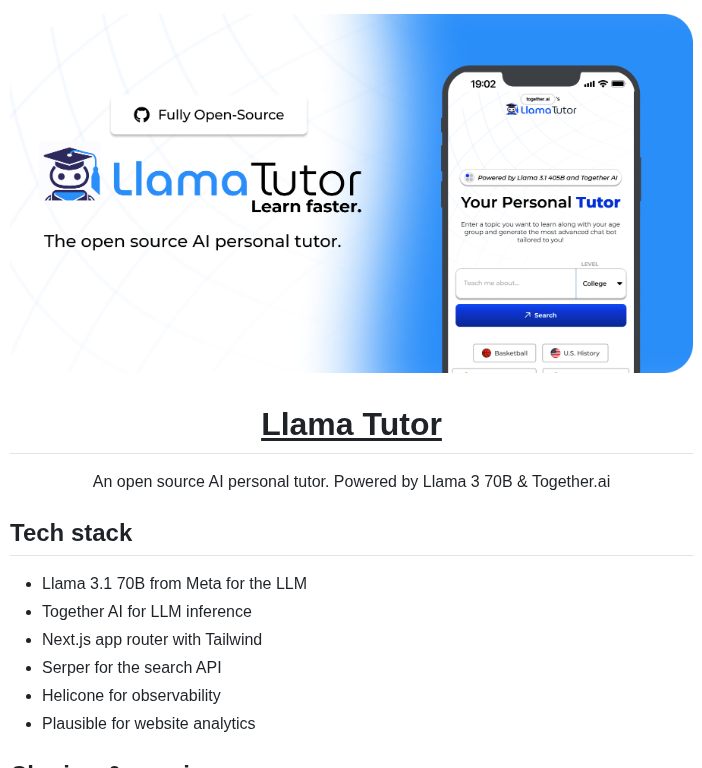 Fully Open-Source
LlamaTutor
Learn faster.
The open source AI personal tutor.
19:02
together.ai
LlamaTutor
Powered by Llama 3.1 405B and Together AI
Your Personal Tutor
Enter a topic you want to learn along with your age
group and generate the most advanced chat bot
tailored to you!
LEVEL
Teach me about...
College
Search
Basketball
U.S. History
Llama Tutor
An open source AI personal tutor. Powered by Llama 3 70B & Together.ai
Tech stack
• Llama 3.1 70B from Meta for the LLM
• Together AI for LLM inference
• Next.js app router with Tailwind
• Serper for the search API
• Helicone for observability
• Plausible for website analytics